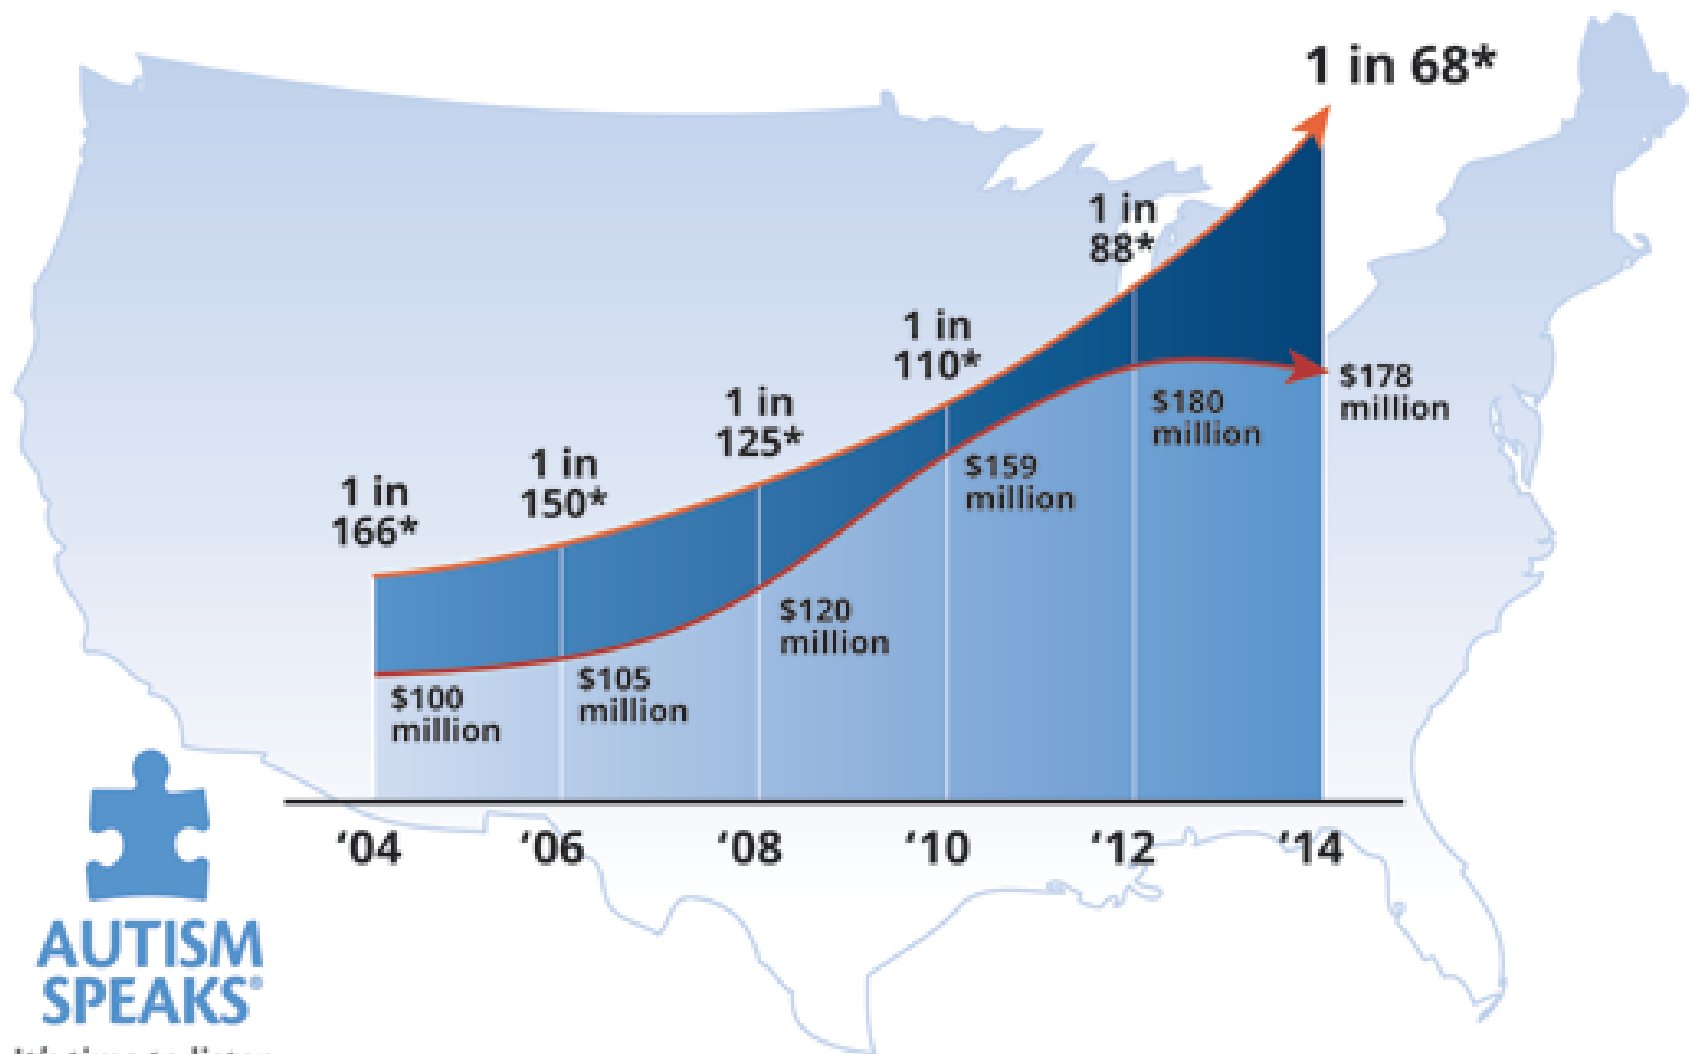 1 in 68*
1 in
88*
1 in
110*
1 in
125*
1 in
150*
1 in
166*
$178
million
$180
million
$159
million
$120
million
$105
million
$100
million
‘04 ‘06 ‘08 ‘10 ‘12 ‘14
AUTISM
SPEAKS®